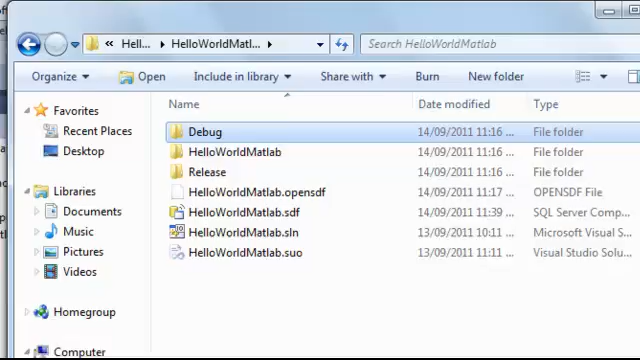 « Hell... HelloWorldMatl... Search HelloWorldMatlab
Organize Open Include in library Share with Burn New folder
Name Date modified Type
Favorites
Recent Places
Desktop
Libraries
Documents
Music
Pictures
Videos
Homegroup
Computer
Debug 14/09/2011 11:16 ... File folder
HelloWorldMatlab 14/09/2011 11:16 ... File folder
Release 14/09/2011 11:16 ... File folder
HelloWorldMatlab.opensdf 14/09/2011 11:17 ... OPENSDF File
HelloWorldMatlab.sdf 14/09/2011 11:39 ... SQL Server Comp...
HelloWorldMatlab.sln 13/09/2011 10:11 ... Microsoft Visual S...
HelloWorldMatlab.suo 13/09/2011 11:11 ... Visual Studio Solu...